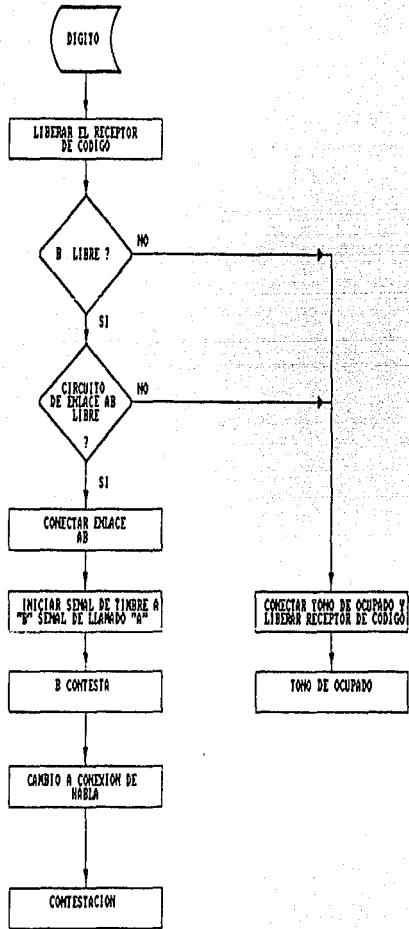 DIGITO
LIBERAR EL RECEPTOR
DE CODIGO
B LIBRE ?
NO
SI
CIRCUITO
DE ENLACE AB
LIBRE
?
NO
SI
CONECTAR ENLACE
AB
INICIAR SENAL DE TIMBRE A
"B" SENAL DE LLAMADO "A"
CONECTAR TONO DE OCUPADO Y
LIBERAR RECEPTOR DE CODIGO
B CONTESTA
TONO DE OCUPADO
CAMBIO A CONEXION DE
HABLA
CONTESTACION